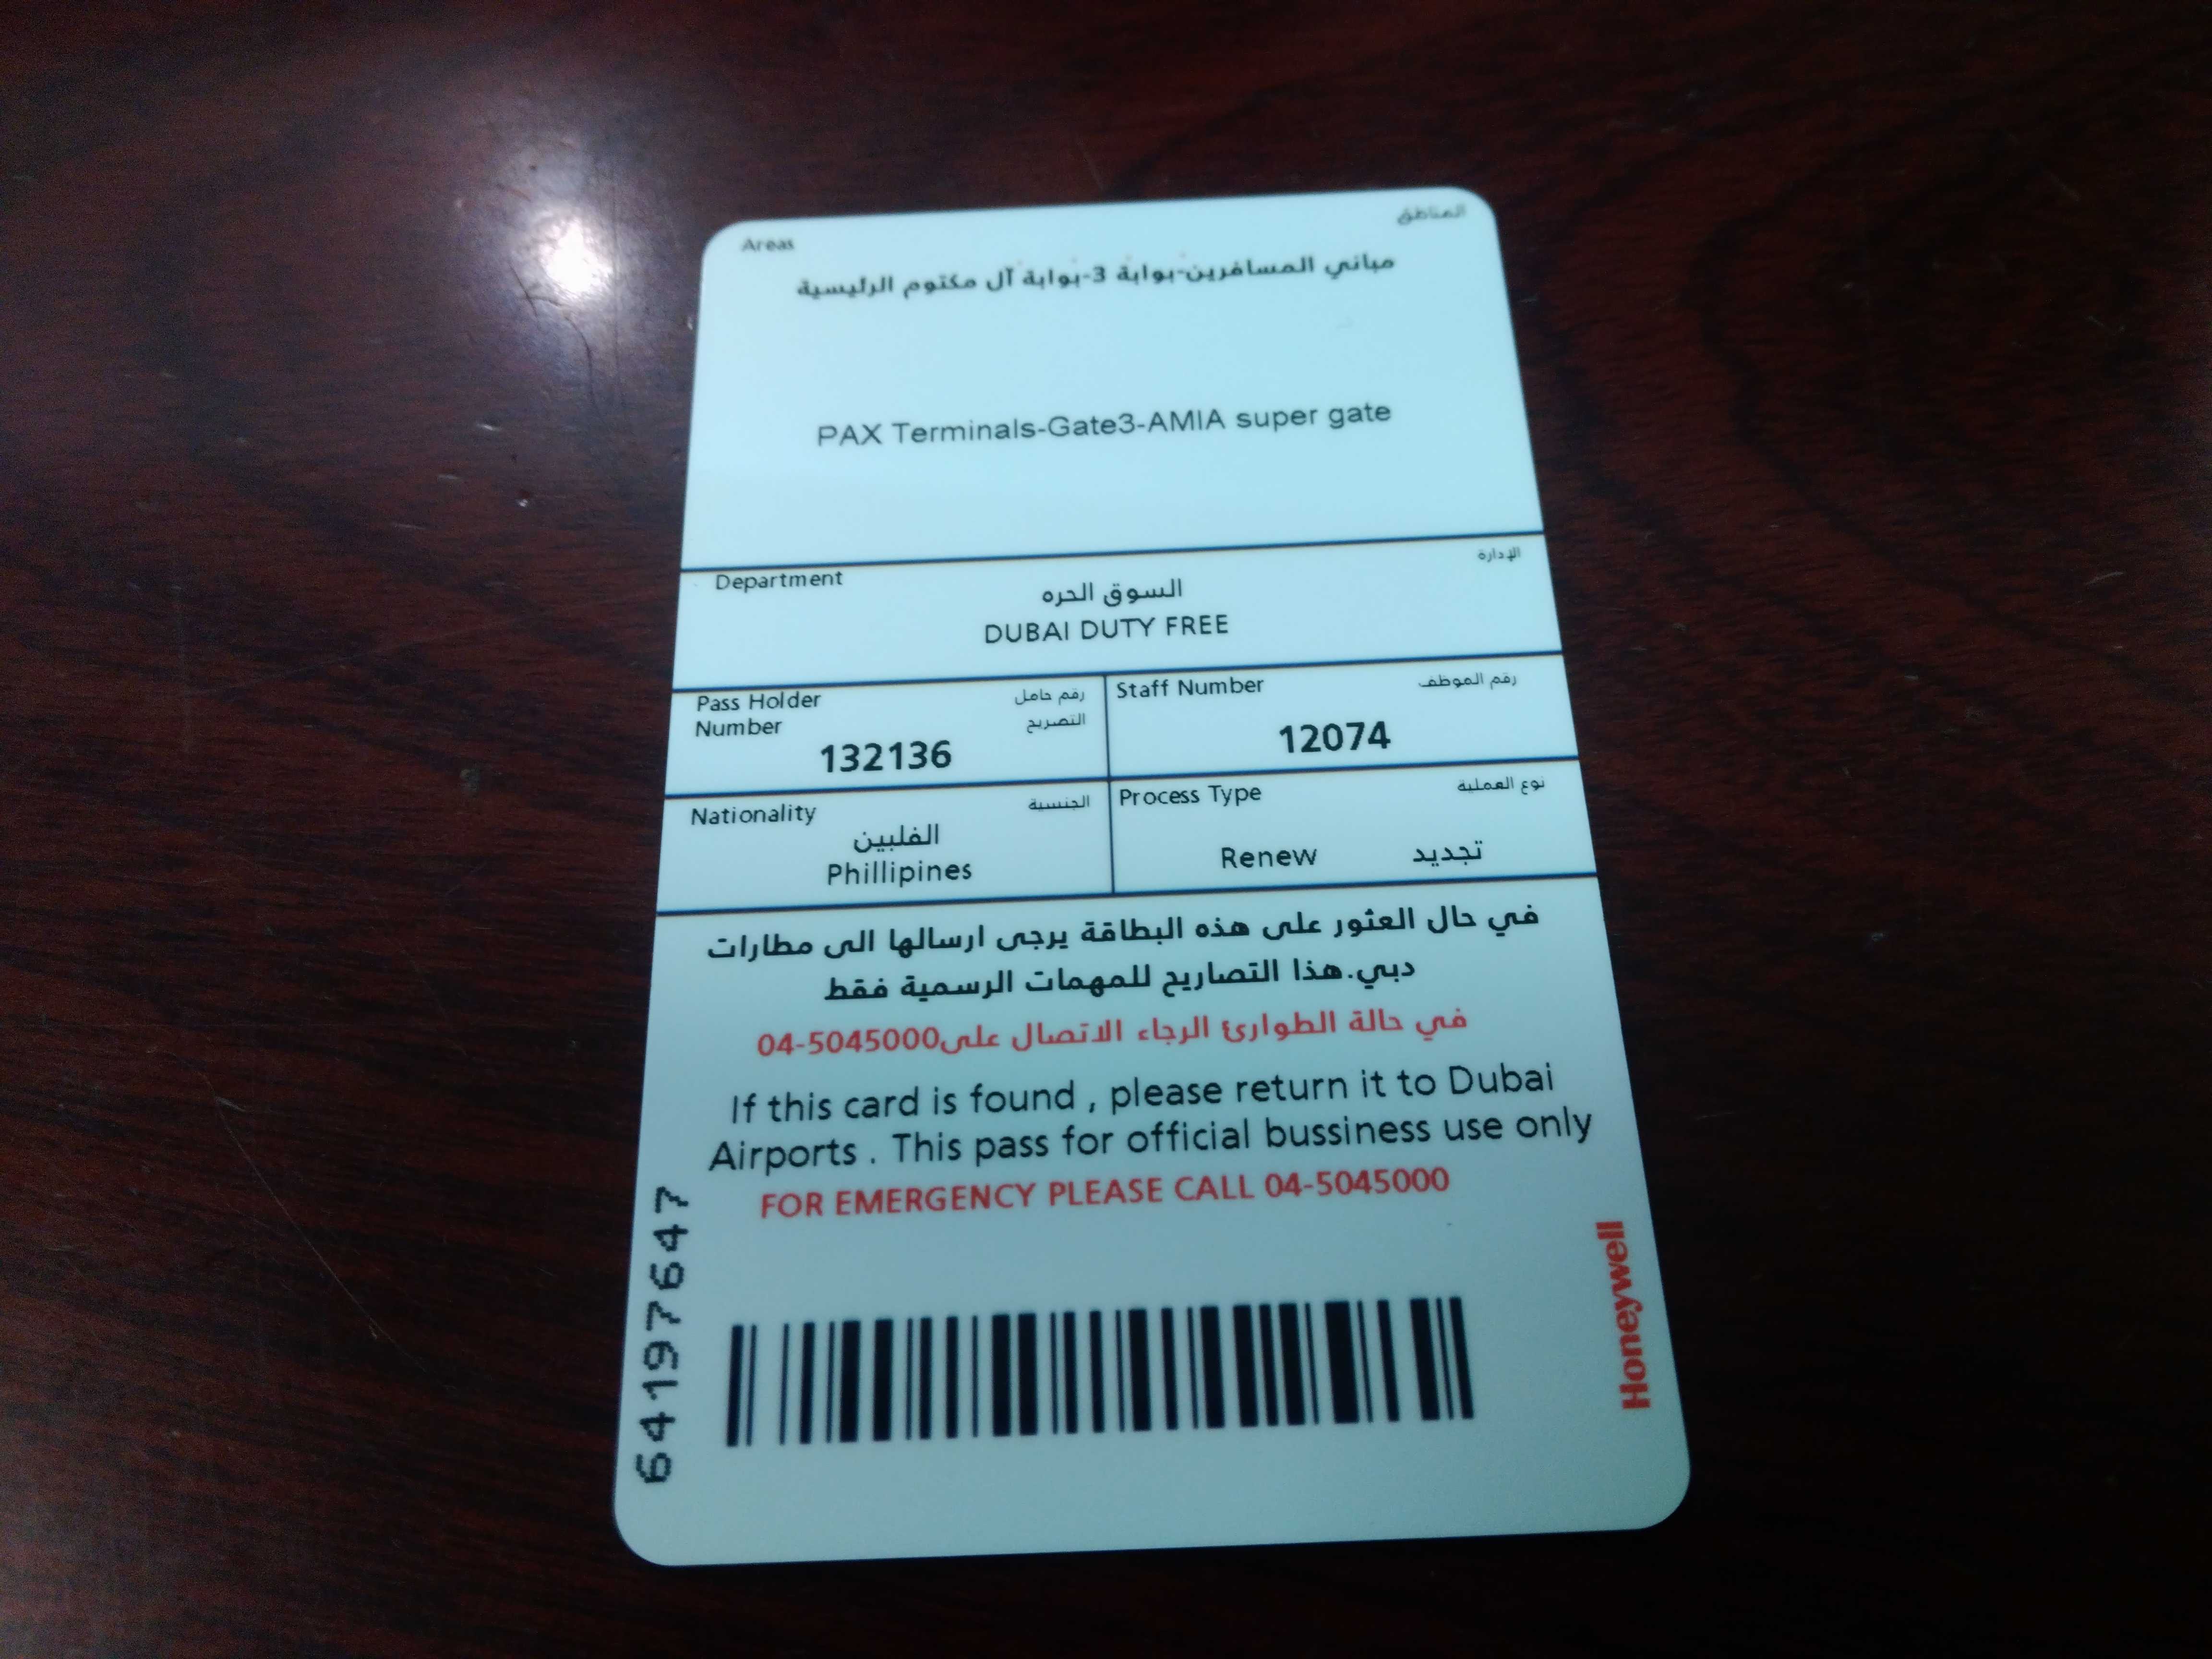 Areas المناطق
مباني المسافرين-بوابة 3-بوابة آل مكتوم الرئيسية
PAX Terminals-Gate3-AMIA super gate
Department الإدارة
السوق الحره
DUBAI DUTY FREE
Pass Holder Number رقم حامل التصريح
132136
Staff Number رقم الموظف
12074
Nationality الجنسية
الفلبين
Phillipines
Process Type نوع العملية
Renew تجديد
في حال العثور على هذه البطاقة يرجى ارسالها الى مطارات
دبي.هذا التصاريح للمهمات الرسمية فقط
في حالة الطوارئ الرجاء الاتصال على04-5045000
If this card is found , please return it to Dubai
Airports . This pass for official bussiness use only
FOR EMERGENCY PLEASE CALL 04-5045000
64197647
Honeywell